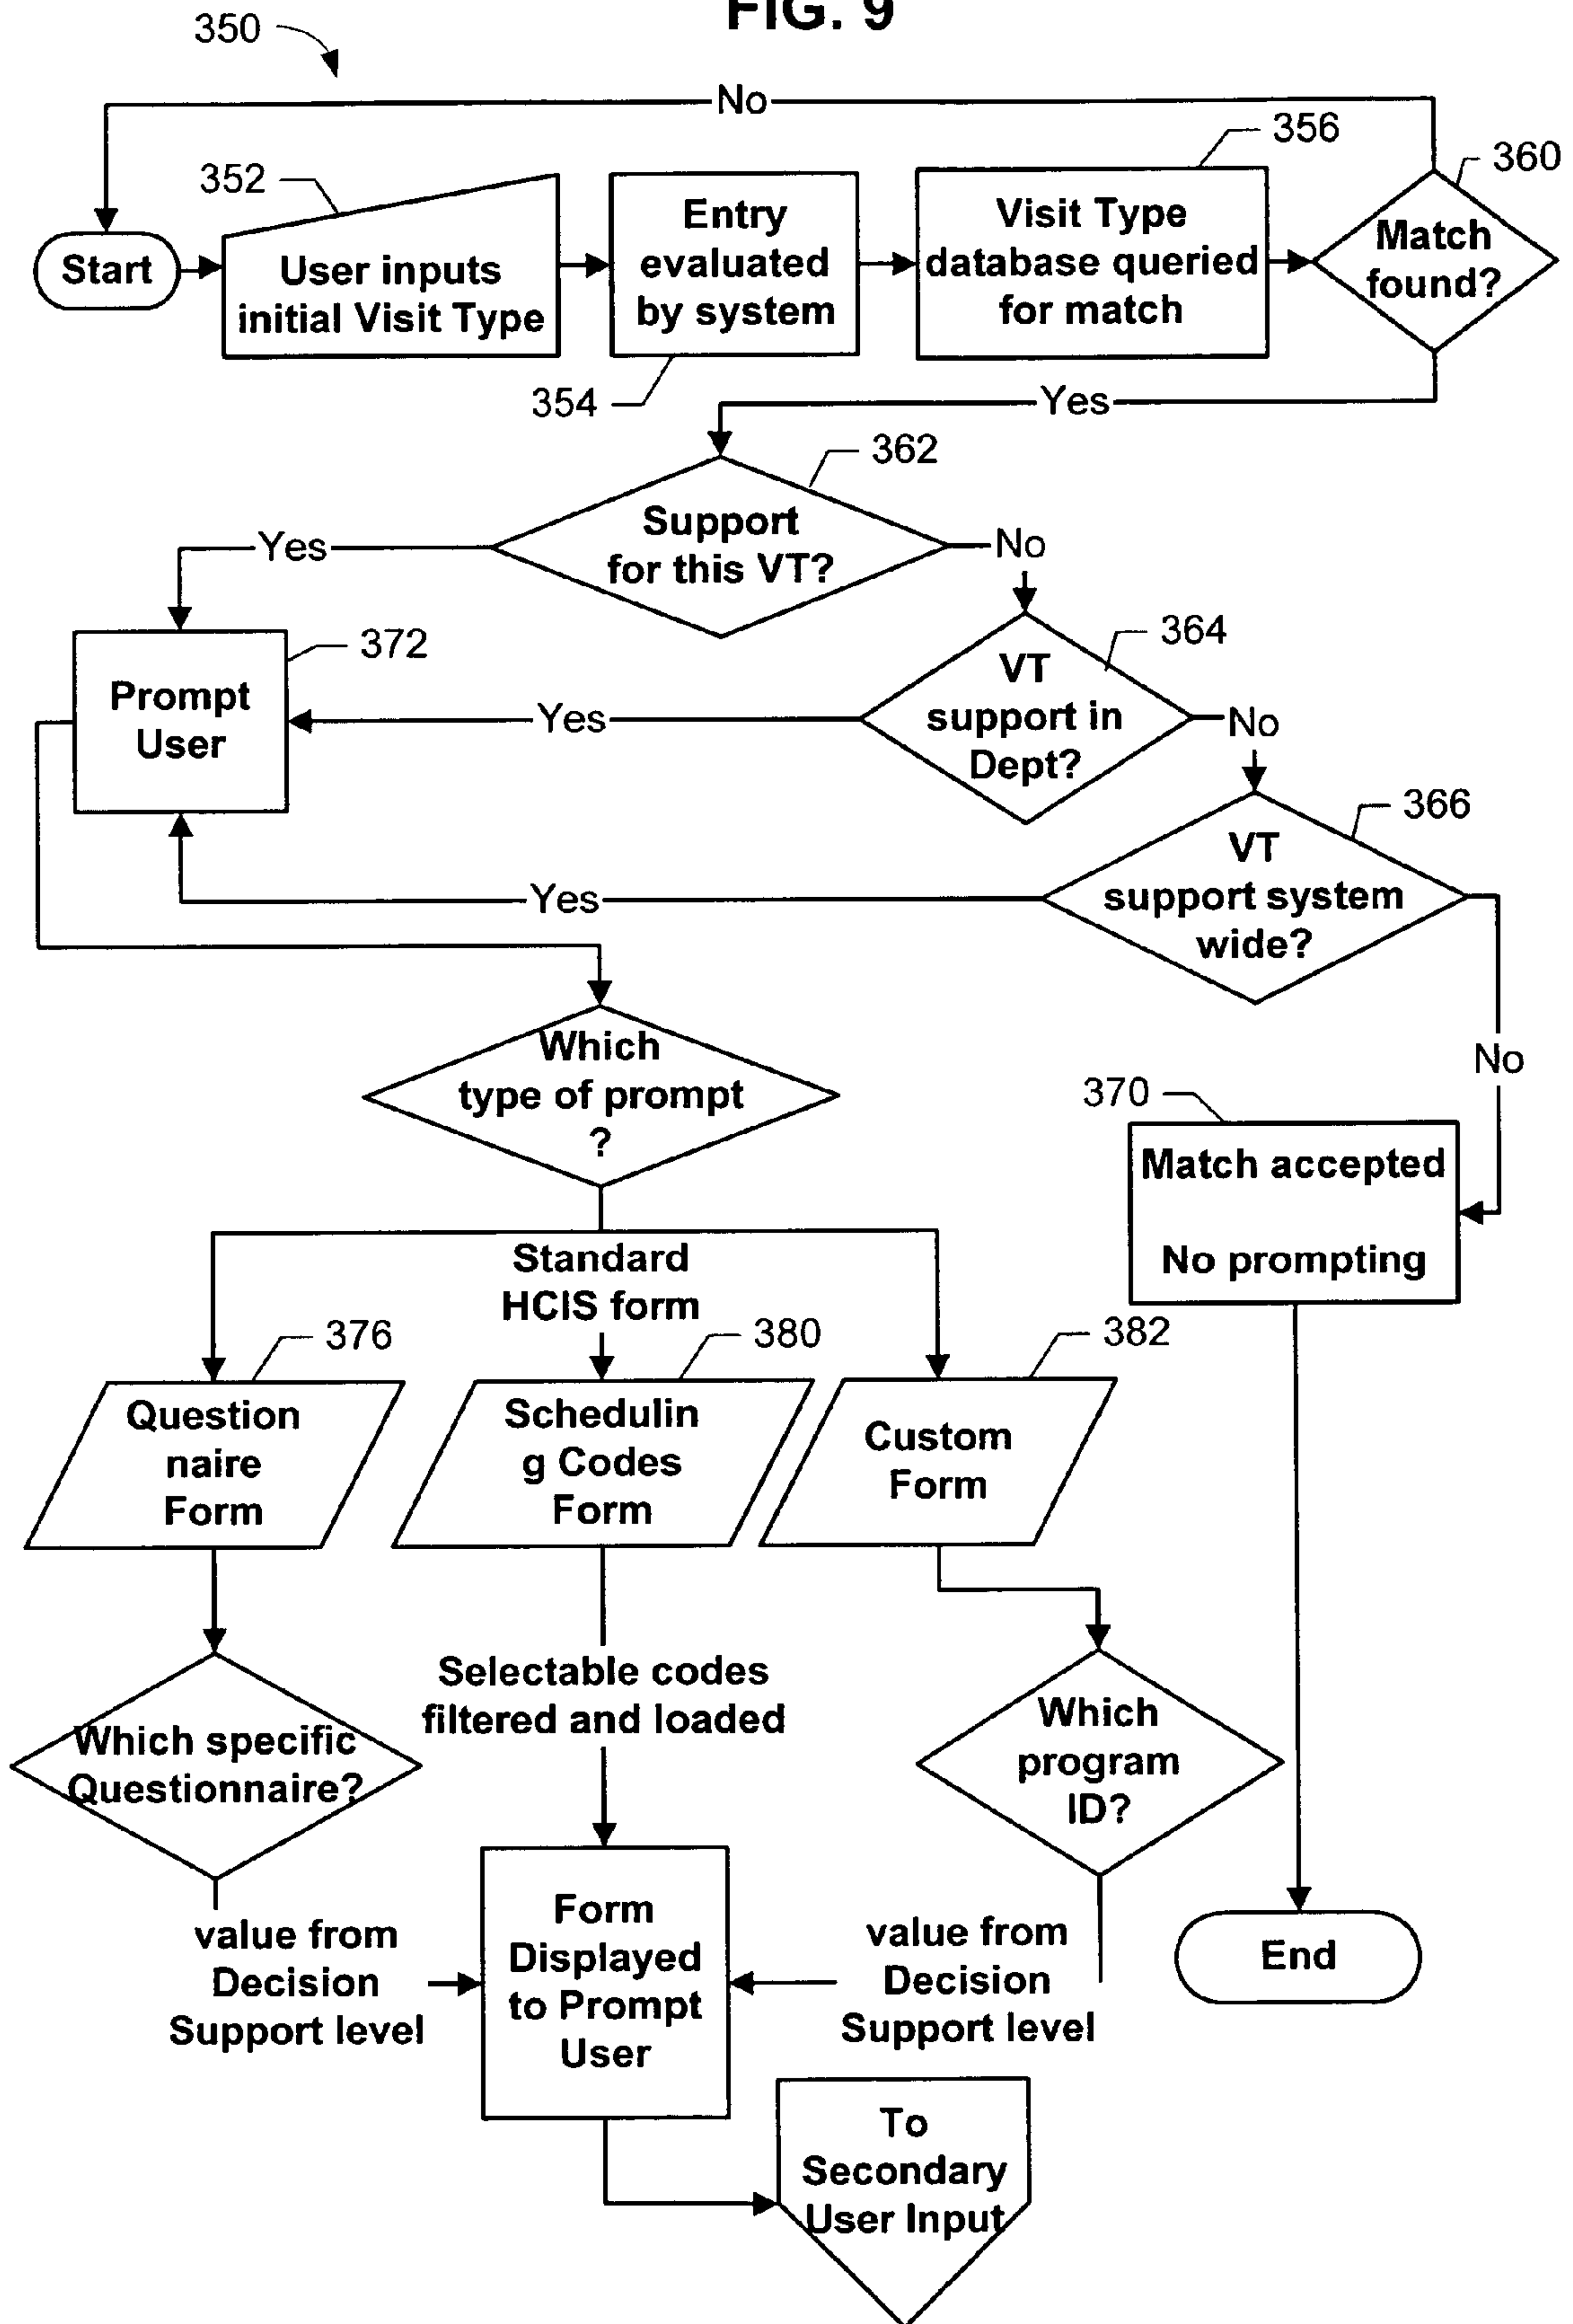 FIG. 9
350
No
356
360
352
Start
User inputs
initial Visit Type
Entry
evaluated
by system
Visit Type
database queried
for match
Match
found?
354
Yes
362
Support
for this VT?
Yes
No
372
364
Prompt
User
VT
support in
Dept?
Yes
No
366
VT
support system
wide?
Yes
No
Which
type of prompt
?
370
Match accepted
No prompting
Standard
HCIS form
376
380
382
Question
naire
Form
Schedulin
g Codes
Form
Custom
Form
Selectable codes
filtered and loaded
Which specific
Questionnaire?
Which
program
ID?
value from
Decision
Support level
Form
Displayed
to Prompt
User
value from
Decision
Support level
End
To
Secondary
User Input